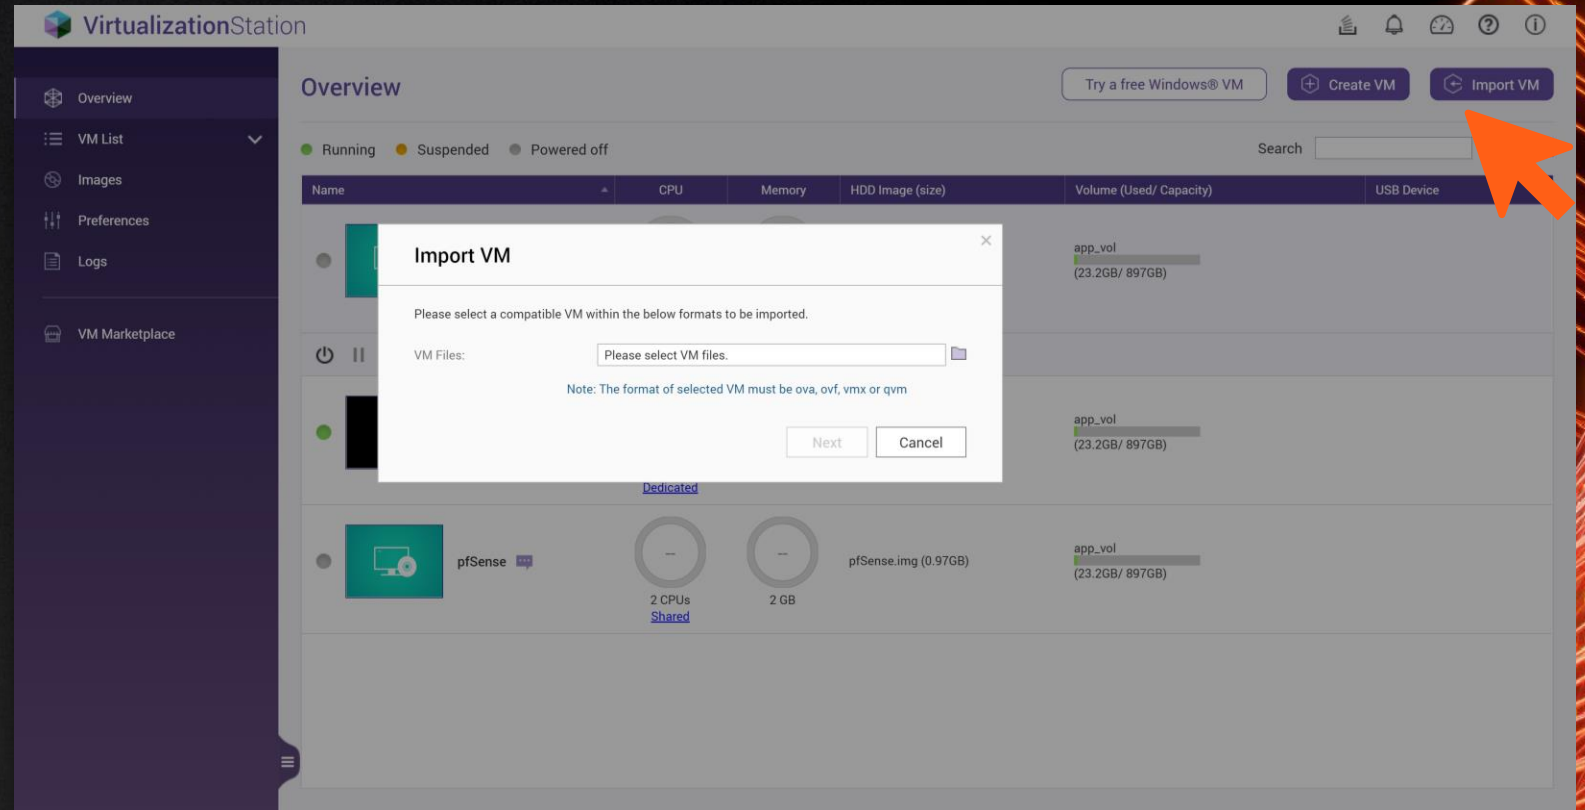 VirtualizationStation
Overview
VM List
Images
Preferences
Logs
VM Marketplace
Overview
Try a free Windows® VM
Create VM
Import VM
Running
Suspended
Powered off
Search
Name
CPU
Memory
HDD Image (size)
Volume (Used/ Capacity)
USB Device
app_vol
(23.2GB/ 897GB)
Import VM
Please select a compatible VM within the below formats to be imported.
VM Files:
Please select VM files.
Note: The format of selected VM must be ova, ovf, vmx or qvm
Next
Cancel
app_vol
(23.2GB/ 897GB)
Dedicated
pfSense
--
--
pfSense.img (0.97GB)
app_vol
(23.2GB/ 897GB)
2 CPUs
2 GB
Shared